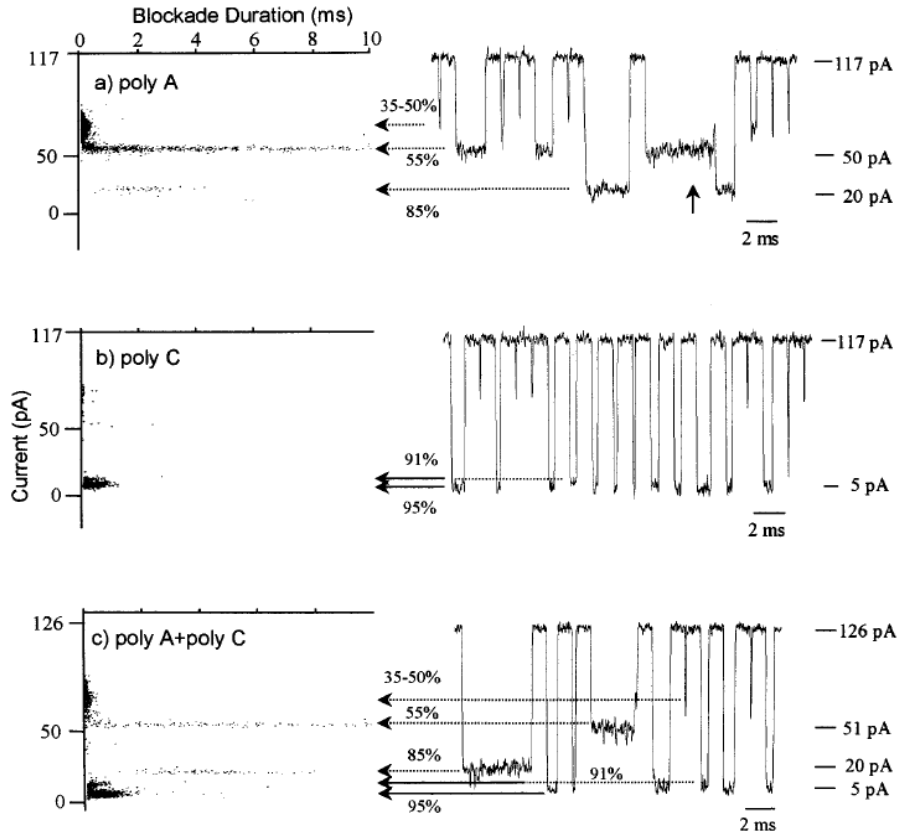 Blockade Duration (ms)
0 2 4 6 8 10
117
a) poly A
35-50%
117 pA
50
55%
50 pA
85%
20 pA
0
2 ms
117
b) poly C
117 pA
Current (pA)
50
91%
0
95%
5 pA
2 ms
126
c) poly A+poly C
126 pA
35-50%
55%
50
51 pA
85%
91%
20 pA
0
95%
5 pA
2 ms